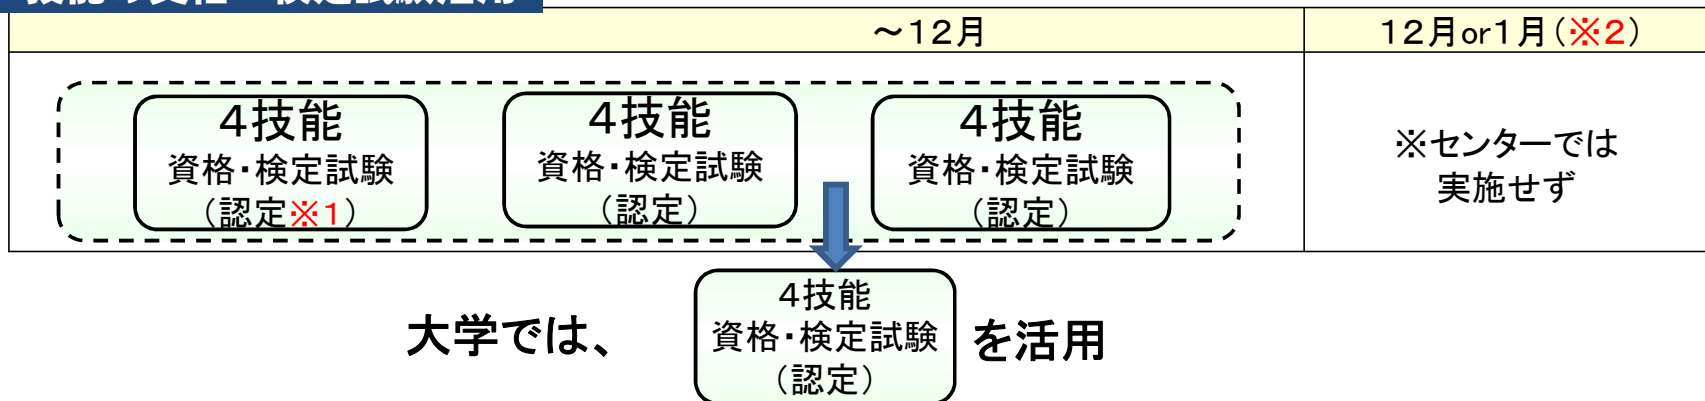 ～１２月
１２月or１月（※２）
４技能
資格・検定試験
（認定※１）
４技能
資格・検定試験
（認定）
４技能
資格・検定試験
（認定）
※センターでは
実施せず
大学では、
４技能
資格・検定試験
（認定）
を活用